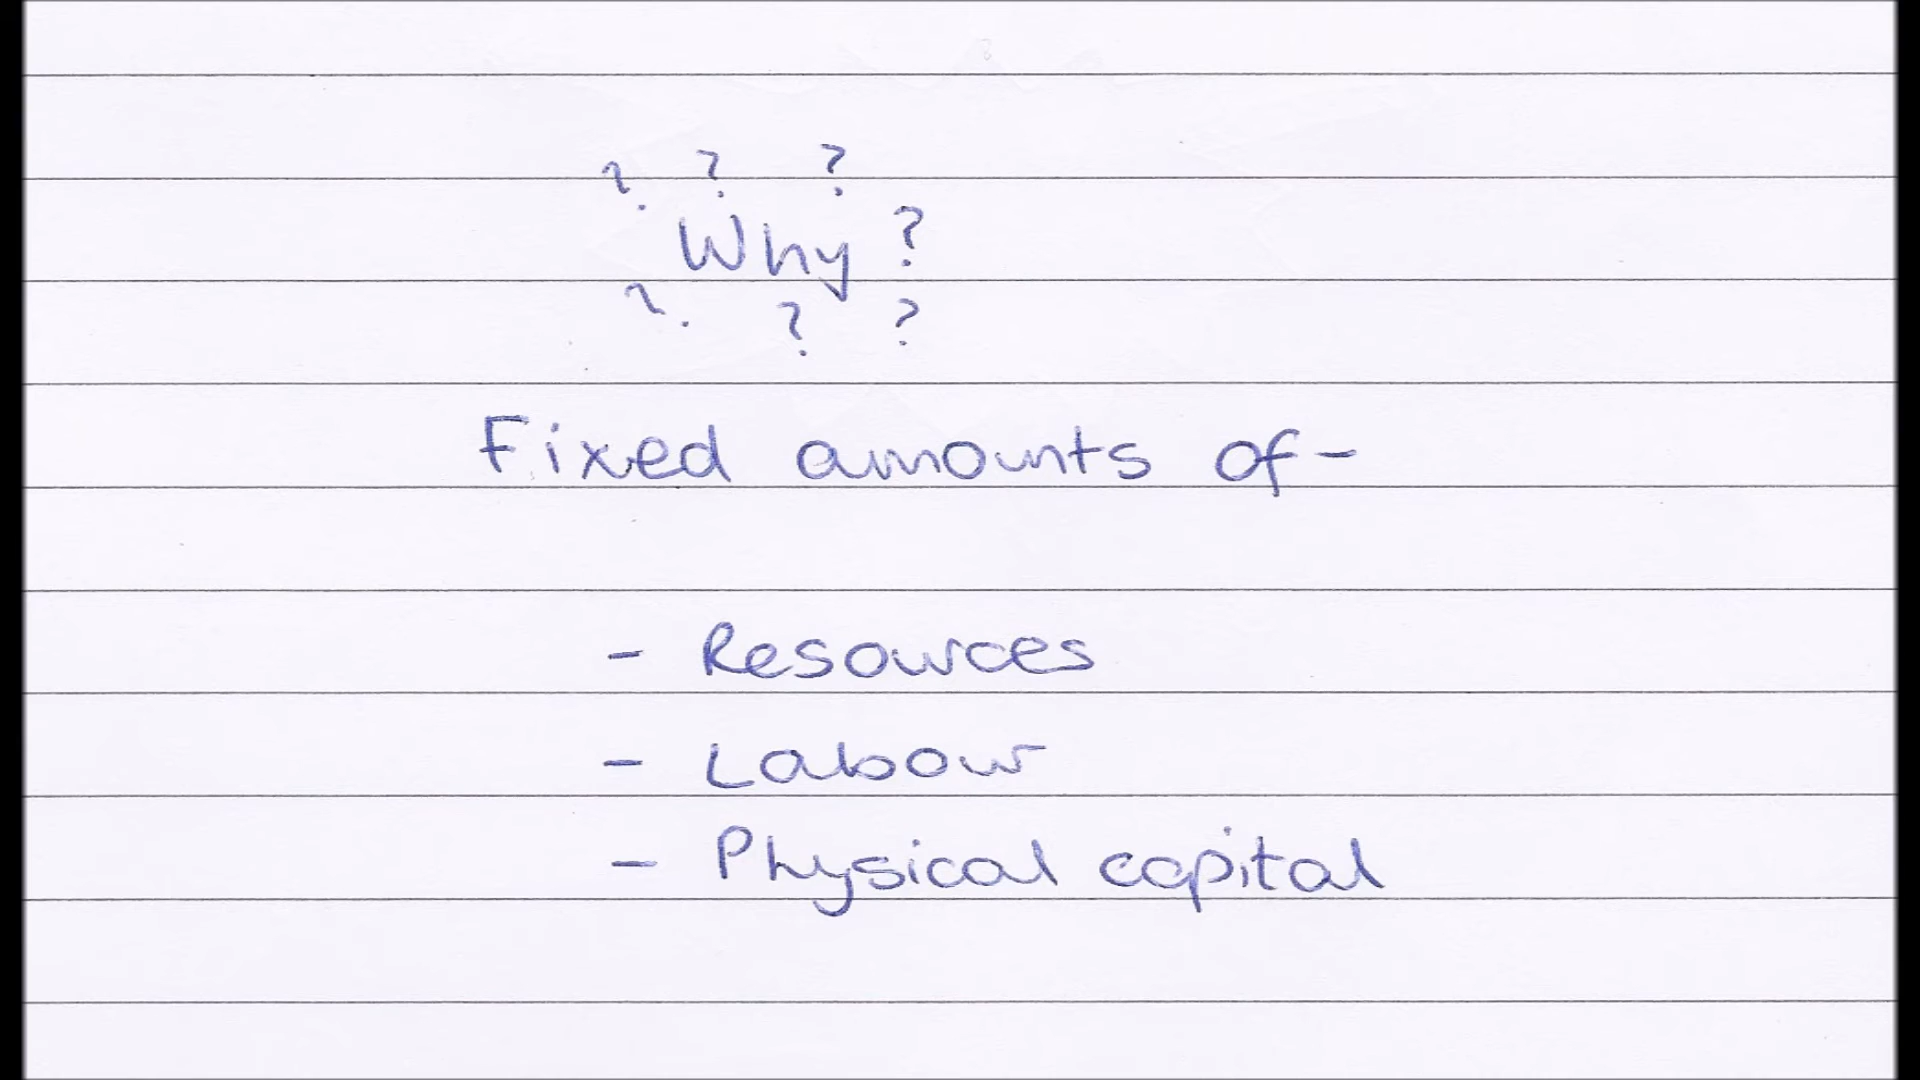 ? ? ?
Why ?
? ? ?
Fixed amounts of -
- Resources
- Labour
- Physical capital